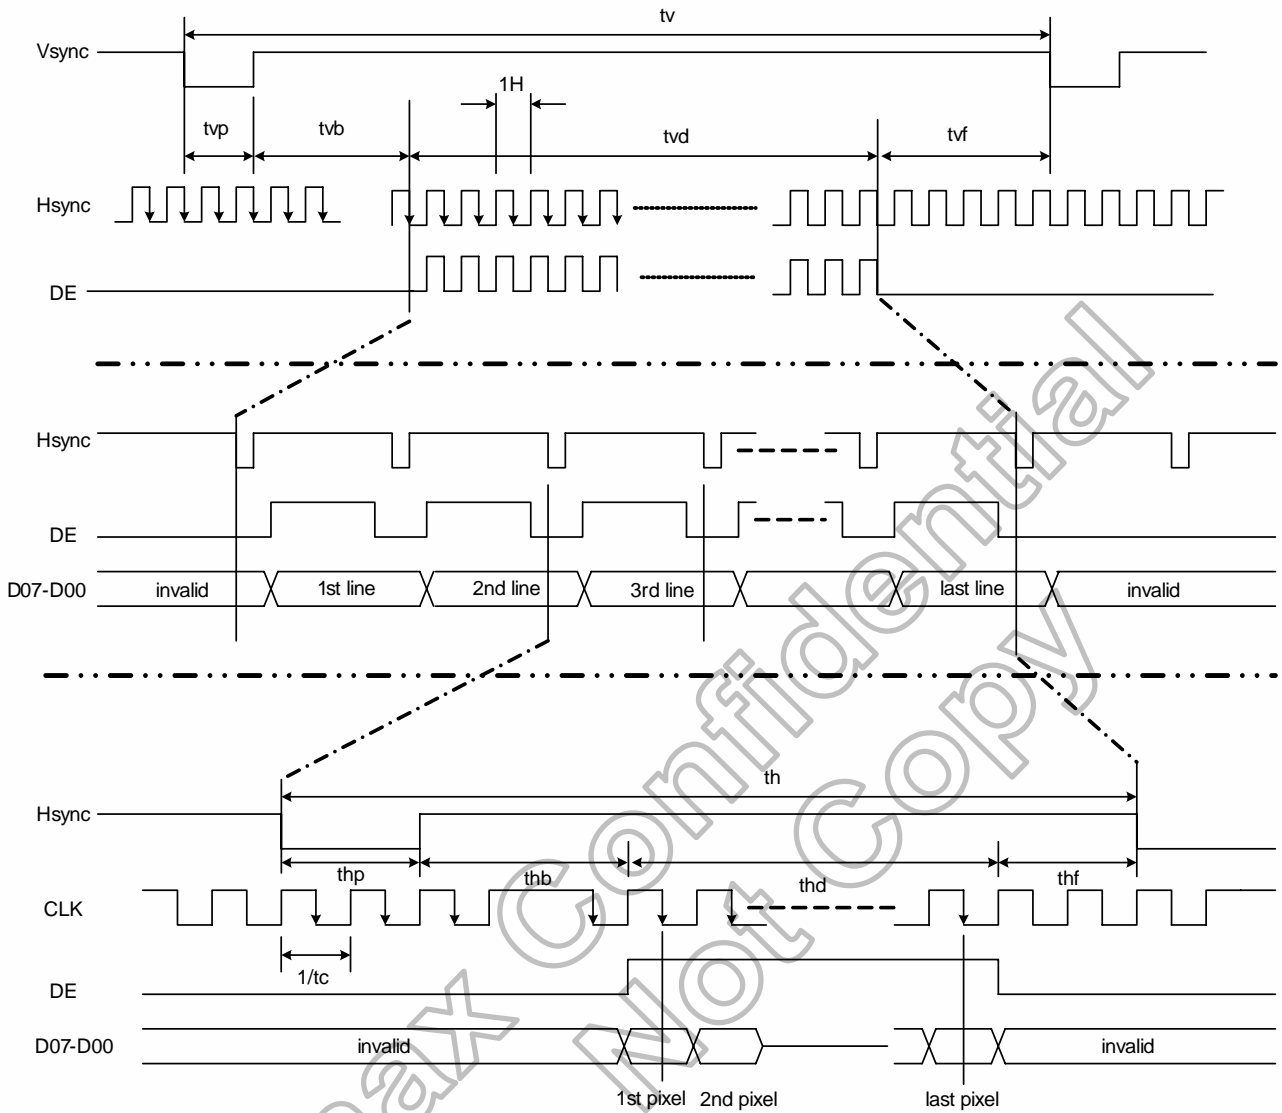 tv
Vsync
1H
tvp
tvb
tvd
tvf
Hsync
DE
Hsync
DE
D07-D00
invalid
1st line
2nd line
3rd line
last line
invalid
th
Hsync
thp
thb
thd
thf
CLK
1/tc
DE
D07-D00
invalid
invalid
1st pixel
2nd pixel
last pixel
ax Confidential
Not Copy